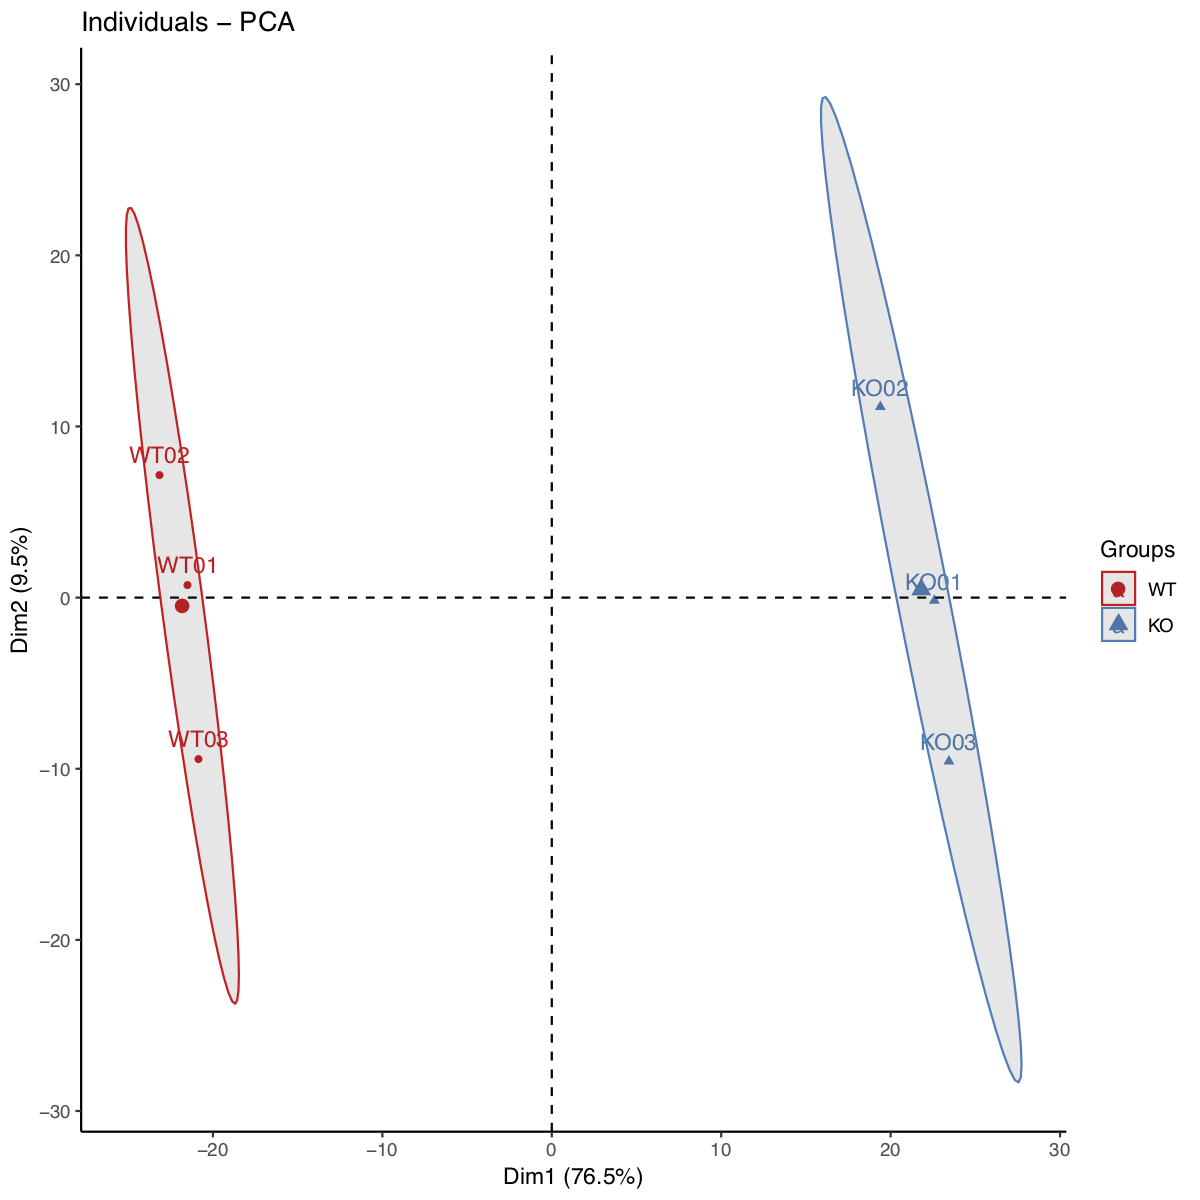 Individuals – PCA
Dim2 (9.5%)
30
20
10
0
−10
−20
−30
KO02
WT02
WT01
KO01
WT03
KO03
Groups
WT
KO
−20
−10
0
10
20
30
Dim1 (76.5%)